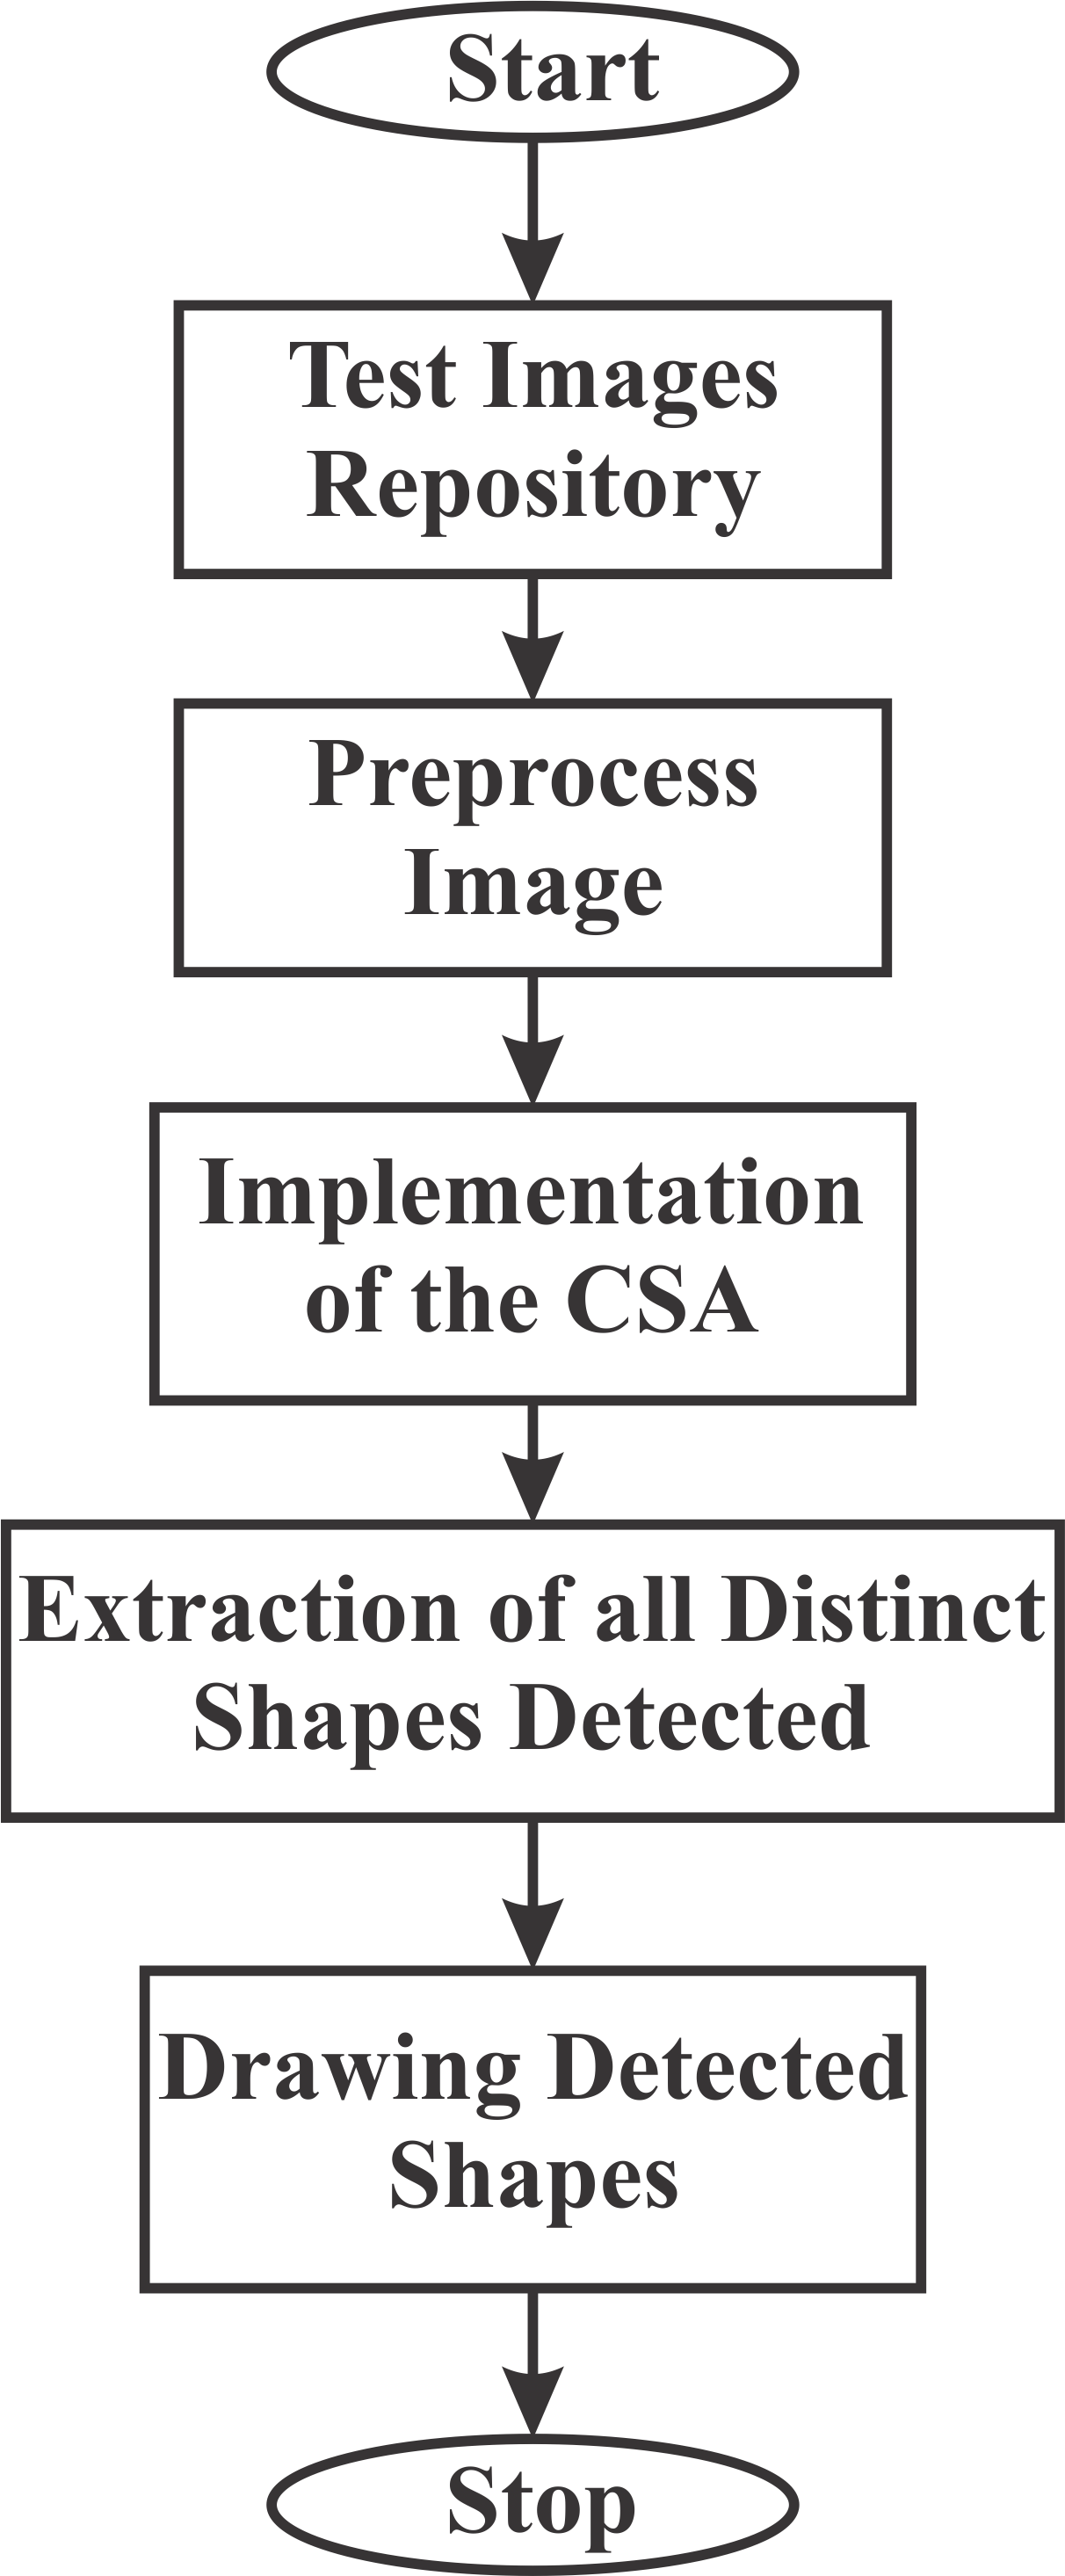 Start
Test Images
Repository
Preprocess
Image
Implementation
of the CSA
Extraction of all Distinct
Shapes Detected
Drawing Detected
Shapes
Stop